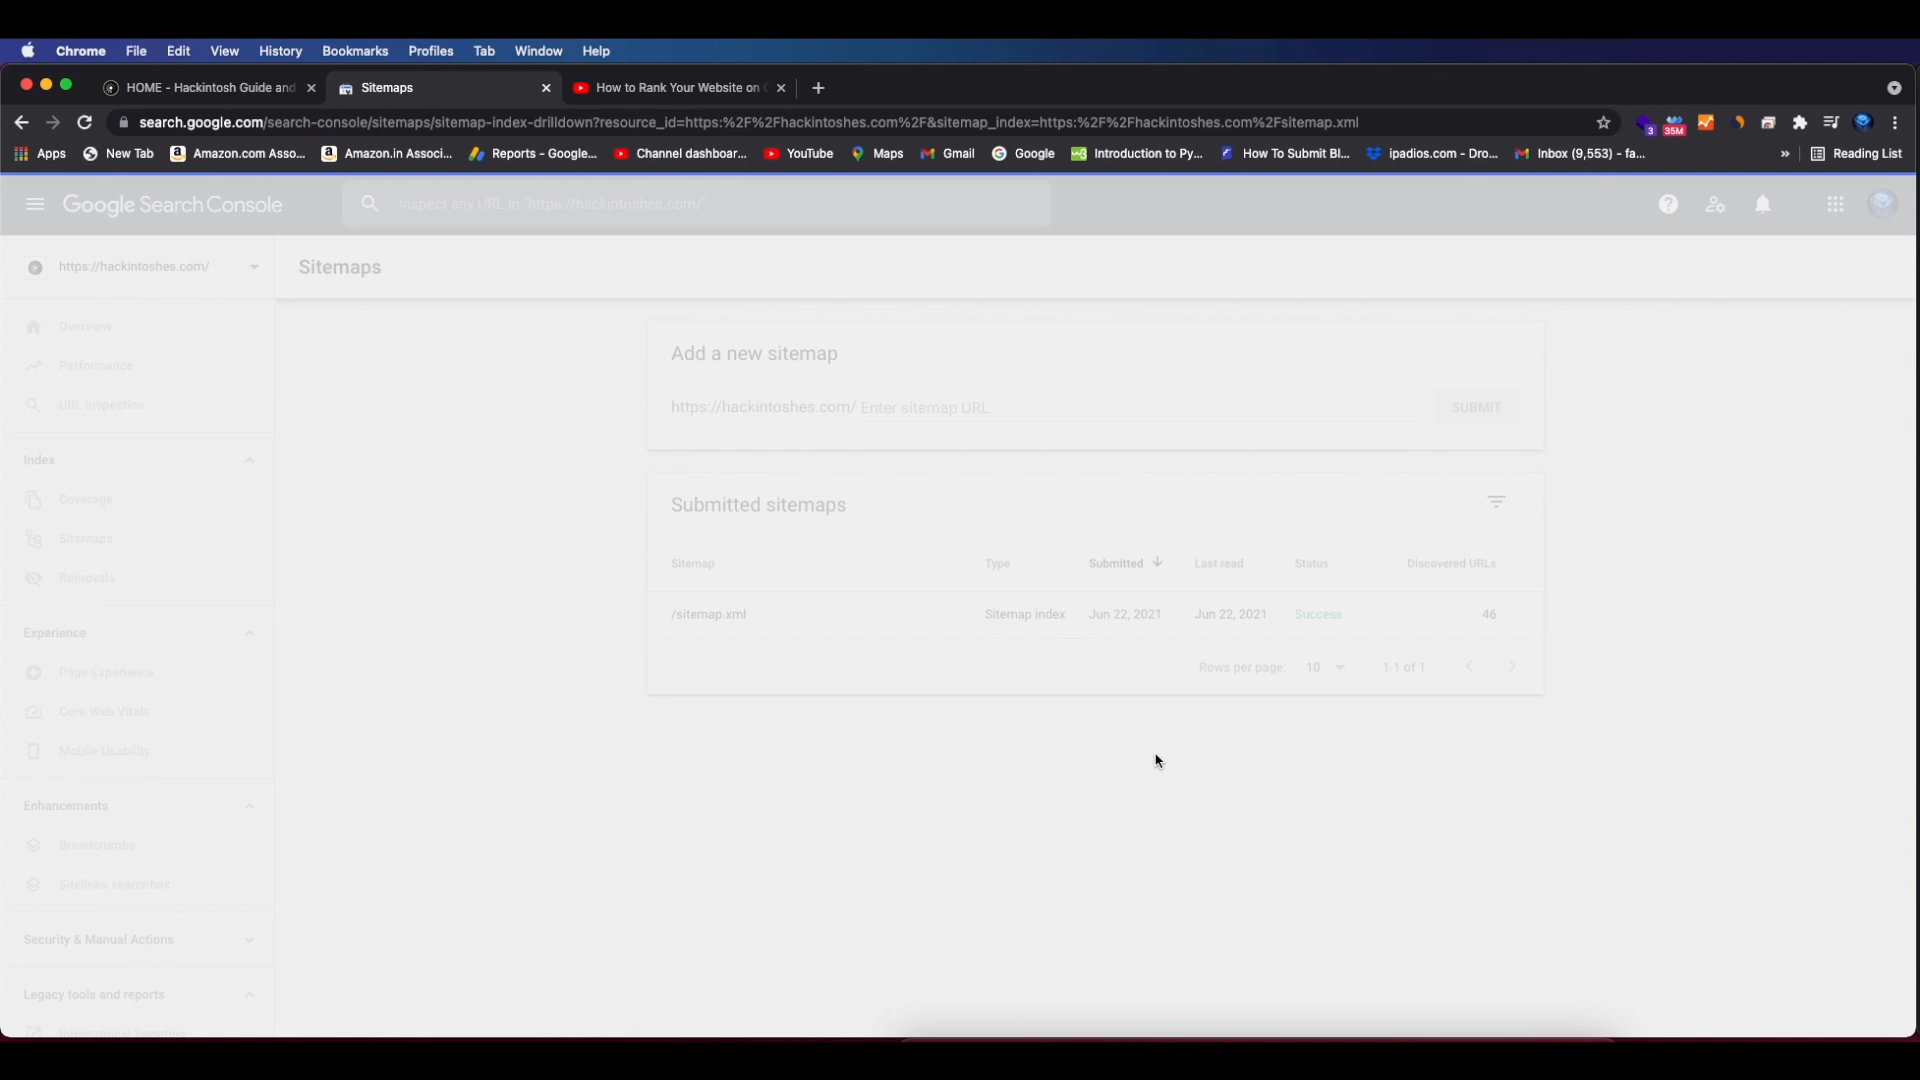 Chrome File Edit View History Bookmarks Profiles Tab Window Help
HOME - Hackintosh Guide and
Sitemaps
How to Rank Your Website on
search.google.com/search-console/sitemaps/sitemap-index-drilldown?resource_id=https:%2F%2Fhackintoshes.com%2F&sitemap_index=https:%2F%2Fhackintoshes.com%2Fsitemap.xml
3
35M
Apps New Tab Amazon.com Asso... Amazon.in Associ... Reports - Google... Channel dashboar... YouTube Maps Gmail Google Introduction to Py... How To Submit Bl... ipadios.com - Dro... Inbox (9,553) - fa... » Reading List
Google Search Console
Inspect any URL in "https://hackintoshes.com/"
https://hackintoshes.com/
Sitemaps
Overview
Performance
URL inspection
Index
Coverage
Sitemaps
Removals
Experience
Page Experience
Core Web Vitals
Mobile Usability
Enhancements
Breadcrumbs
Sitelinks searchbox
Security & Manual Actions
Legacy tools and reports
International targeting
Add a new sitemap
https://hackintoshes.com/ Enter sitemap URL
SUBMIT
Submitted sitemaps
Sitemap Type Submitted Last read Status Discovered URLs
/sitemap.xml Sitemap index Jun 22, 2021 Jun 22, 2021 Success 46
Rows per page: 10 1-1 of 1